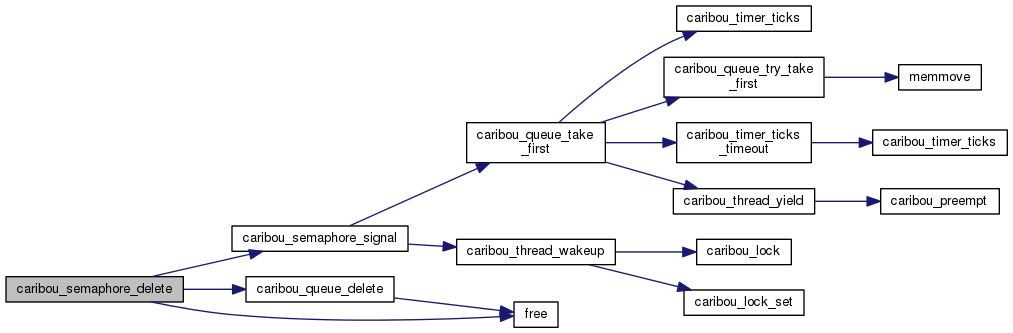 caribou_timer_ticks
caribou_queue_try_take
_first
memmove
caribou_queue_take
_first
caribou_timer_ticks
_timeout
caribou_timer_ticks
caribou_thread_yield
caribou_preempt
caribou_semaphore_signal
caribou_thread_wakeup
caribou_lock
caribou_semaphore_delete
caribou_queue_delete
caribou_lock_set
free